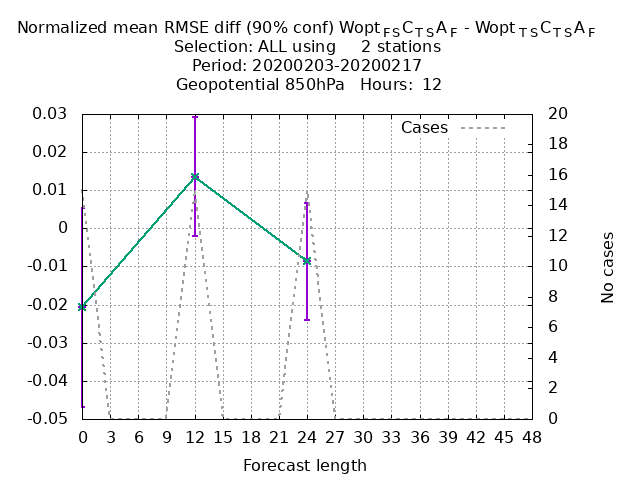 Normalized mean RMSE diff (90% conf) Wopt FS C TS A F - Wopt TS C TS A F
Selection: ALL using 2 stations
Period: 20200203-20200217
Geopotential 850hPa Hours: 12
Cases
0.03
0.02
0.01
0
-0.01
-0.02
-0.03
-0.04
-0.05
20
18
16
14
12
10
8
6
4
2
0
No cases
0 3 6 9 12 15 18 21 24 27 30 33 36 39 42 45 48
Forecast length